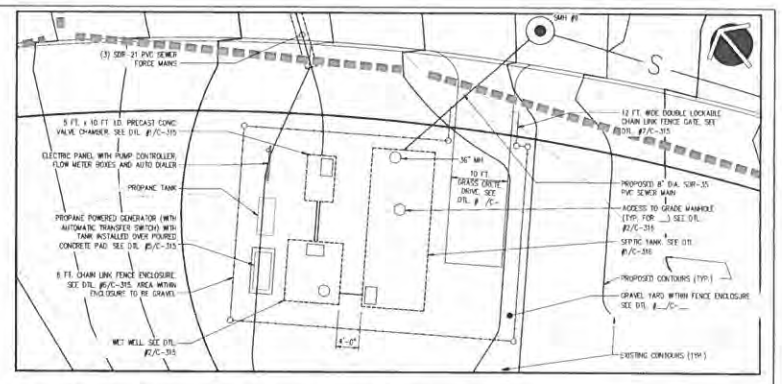 SMH #9
(3) SDR-21 PVC SEWER
FORCE MAINS
S
5 FT. x 10 FT I.D. PRECAST CONC
VALVE CHAMBER. SEE DTL. #1/C-315
ELECTRIC PANEL WITH PUMP CONTROLLER,
FLOW METER BOXES AND AUTO DIALER
PROPANE TANK
PROPANE POWERED GENERATOR (WITH
AUTOMATIC TRANSFER SWITCH) WITH
TANK INSTALLED OVER POURED
CONCRETE PAD. SEE DTL. #5/C-315
6 FT. CHAIN LINK FENCE ENCLOSURE.
SEE DTL. #6/C-315. AREA WITHIN
ENCLOSURE TO BE GRAVEL
WET WELL. SEE DTL.
#2/C-315
4'-0"
36" MH
10 FT.
GRASS CRETE
DRIVE. SEE
DTL. #_/C-
12 FT. WIDE DOUBLE LOCKABLE
CHAIN LINK FENCE GATE. SEE
DTL. #7/C-315
PROPOSED 8" DIA. SDR-35
PVC SEWER MAIN
ACCESS TO GRADE MANHOLE
(TYP. FOR __) SEE DTL.
#2/C-316
SEPTIC TANK. SEE DTL.
#1/C-316
PROPOSED CONTOURS (TYP.)
GRAVEL YARD WITHIN FENCE ENCLOSURE
SEE DTL. #__/C-__
EXISTING CONTOURS (TYP.)